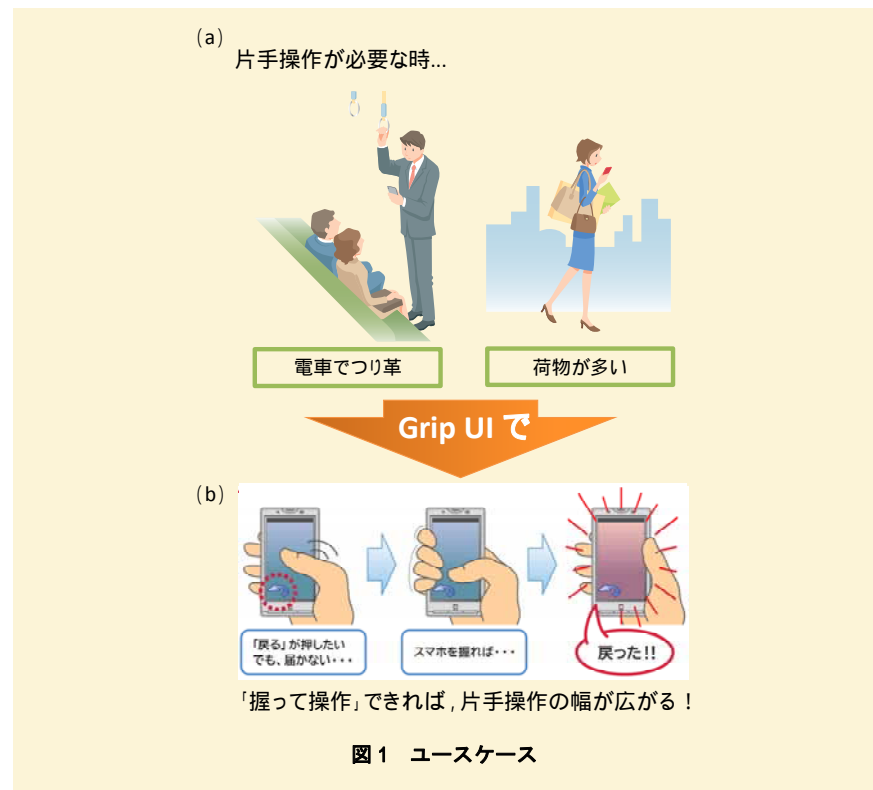 (a)
片手操作が必要な時...
電車でつり革
荷物が多い
Grip UI で
(b)
「戻る」が押したい
でも、届かない・・・
スマホを握れば・・・
戻った!!
「握って操作」できれば,片手操作の幅が広がる!
図1 ユースケース